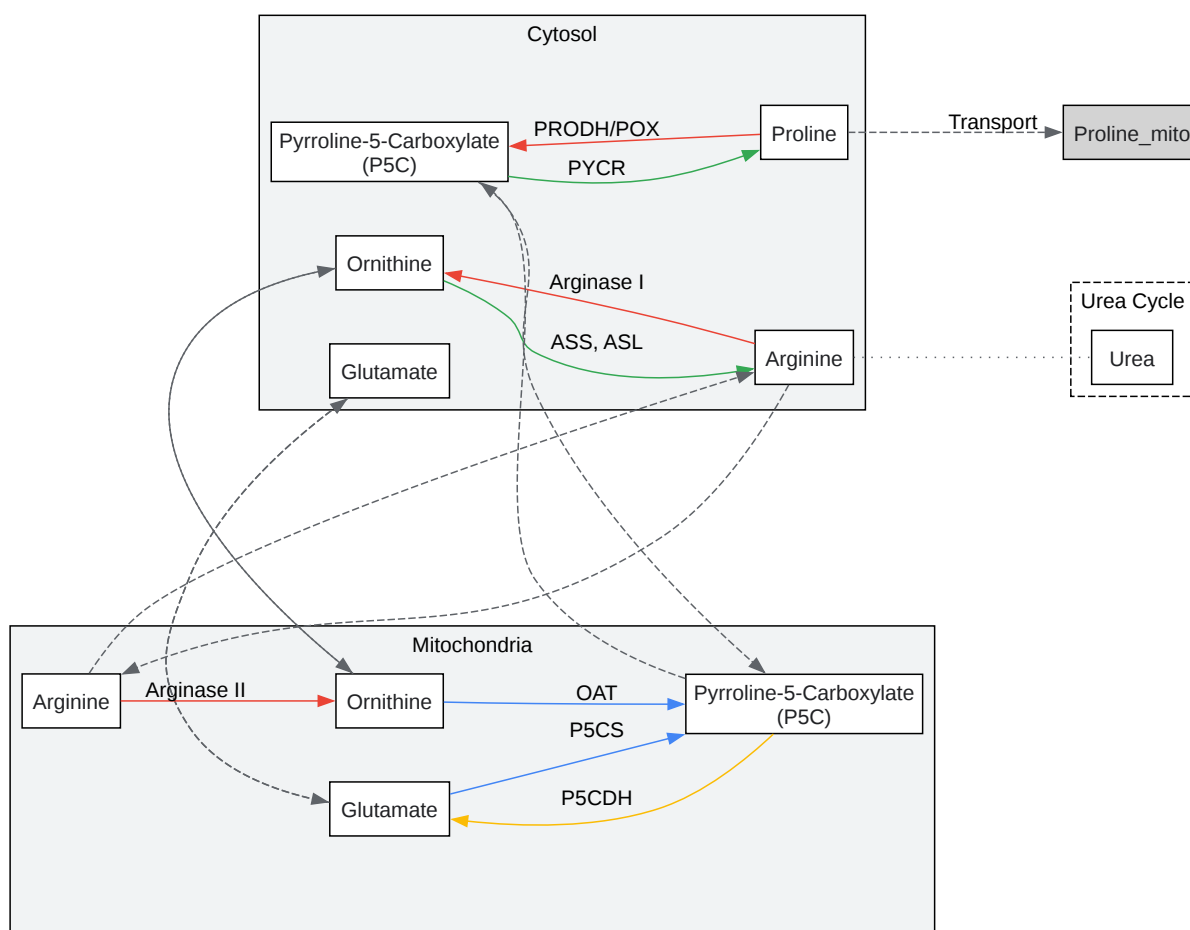 Cytosol
PRODH/POX
Proline
Transport
Proline_mito
Pyrroline-5-Carboxylate
(P5C)
PYCR
Ornithine
Arginase I
Urea Cycle
ASS, ASL
Arginine
Urea
Glutamate
Mitochondria
Arginine
Arginase II
Ornithine
OAT
Pyrroline-5-Carboxylate
(P5C)
P5CS
Glutamate
P5CDH